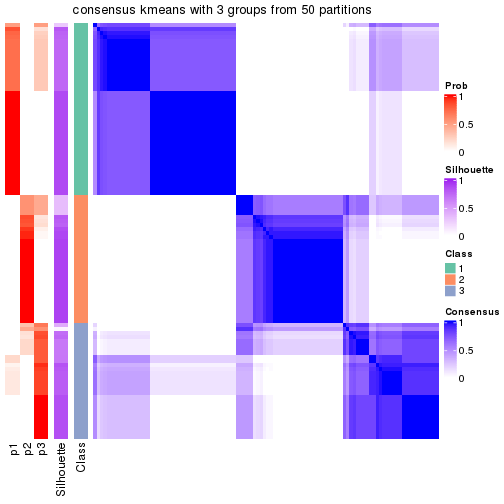 consensus kmeans with 3 groups from 50 partitions
Prob
1
0.5
0
Silhouette
1
0.5
0
Class
1
2
3
Consensus
1
0.5
0
p1
p2
p3
Silhouette
Class